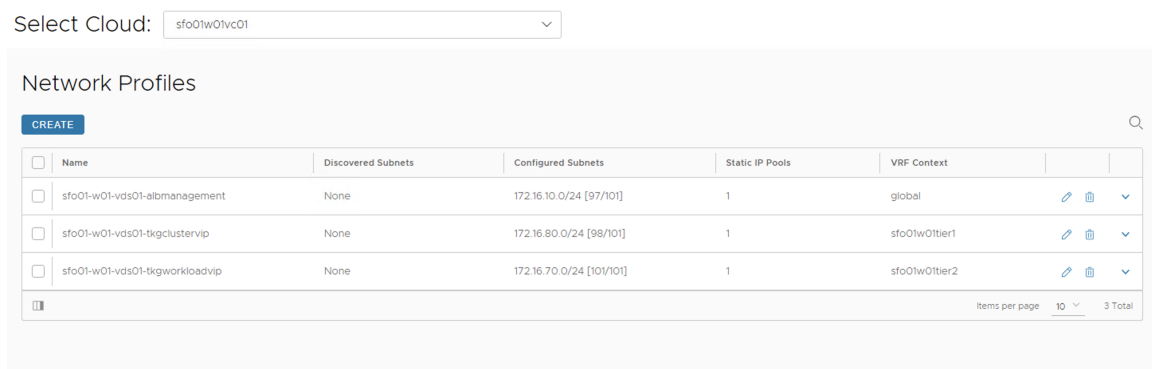 Select Cloud: sfo01w01vc01
Network Profiles
CREATE
Name Discovered Subnets Configured Subnets Static IP Pools VRF Context
sfo01-w01-vds01-albmanagement None 172.16.10.0/24 [97/101] 1 global
sfo01-w01-vds01-tkgclustervip None 172.16.80.0/24 [98/101] 1 sfo01w01tier1
sfo01-w01-vds01-tkgworkloadvip None 172.16.70.0/24 [101/101] 1 sfo01w01tier2
Items per page 10 3 Total